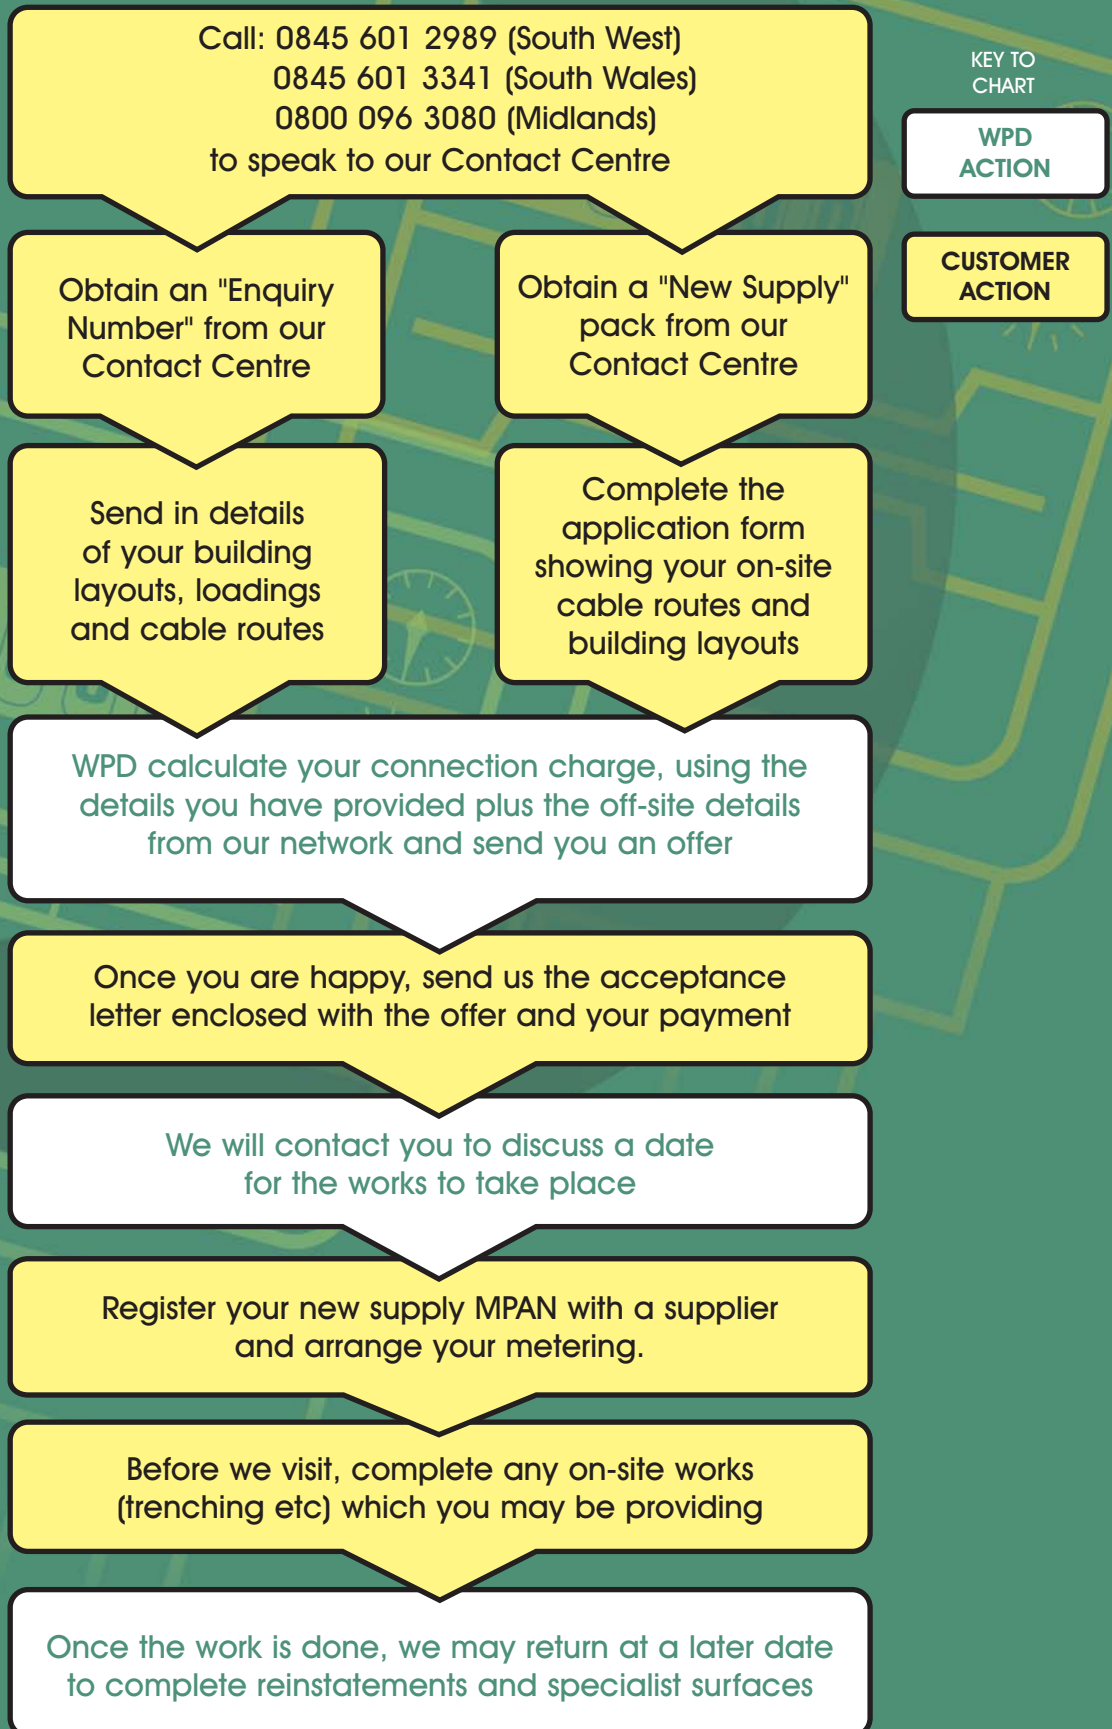 Call: 0845 601 2989 (South West)
0845 601 3341 (South Wales)
0800 096 3080 (Midlands)
to speak to our Contact Centre
KEY TO
CHART
WPD
ACTION
CUSTOMER
ACTION
Obtain an "Enquiry
Number" from our
Contact Centre
Obtain a "New Supply"
pack from our
Contact Centre
Send in details
of your building
layouts, loadings
and cable routes
Complete the
application form
showing your on-site
cable routes and
building layouts
WPD calculate your connection charge, using the
details you have provided plus the off-site details
from our network and send you an offer
Once you are happy, send us the acceptance
letter enclosed with the offer and your payment
We will contact you to discuss a date
for the works to take place
Register your new supply MPAN with a supplier
and arrange your metering.
Before we visit, complete any on-site works
(trenching etc) which you may be providing
Once the work is done, we may return at a later date
to complete reinstatements and specialist surfaces